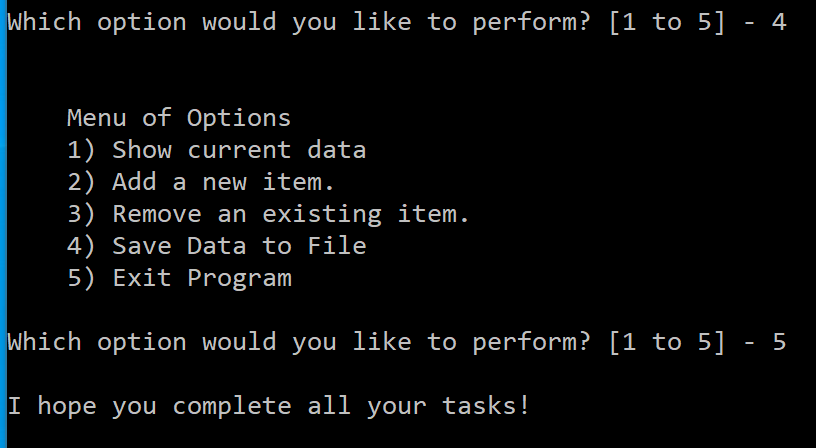 Which option would you like to perform? [1 to 5] - 4
Menu of Options
1) Show current data
2) Add a new item.
3) Remove an existing item.
4) Save Data to File
5) Exit Program
Which option would you like to perform? [1 to 5] - 5
I hope you complete all your tasks!